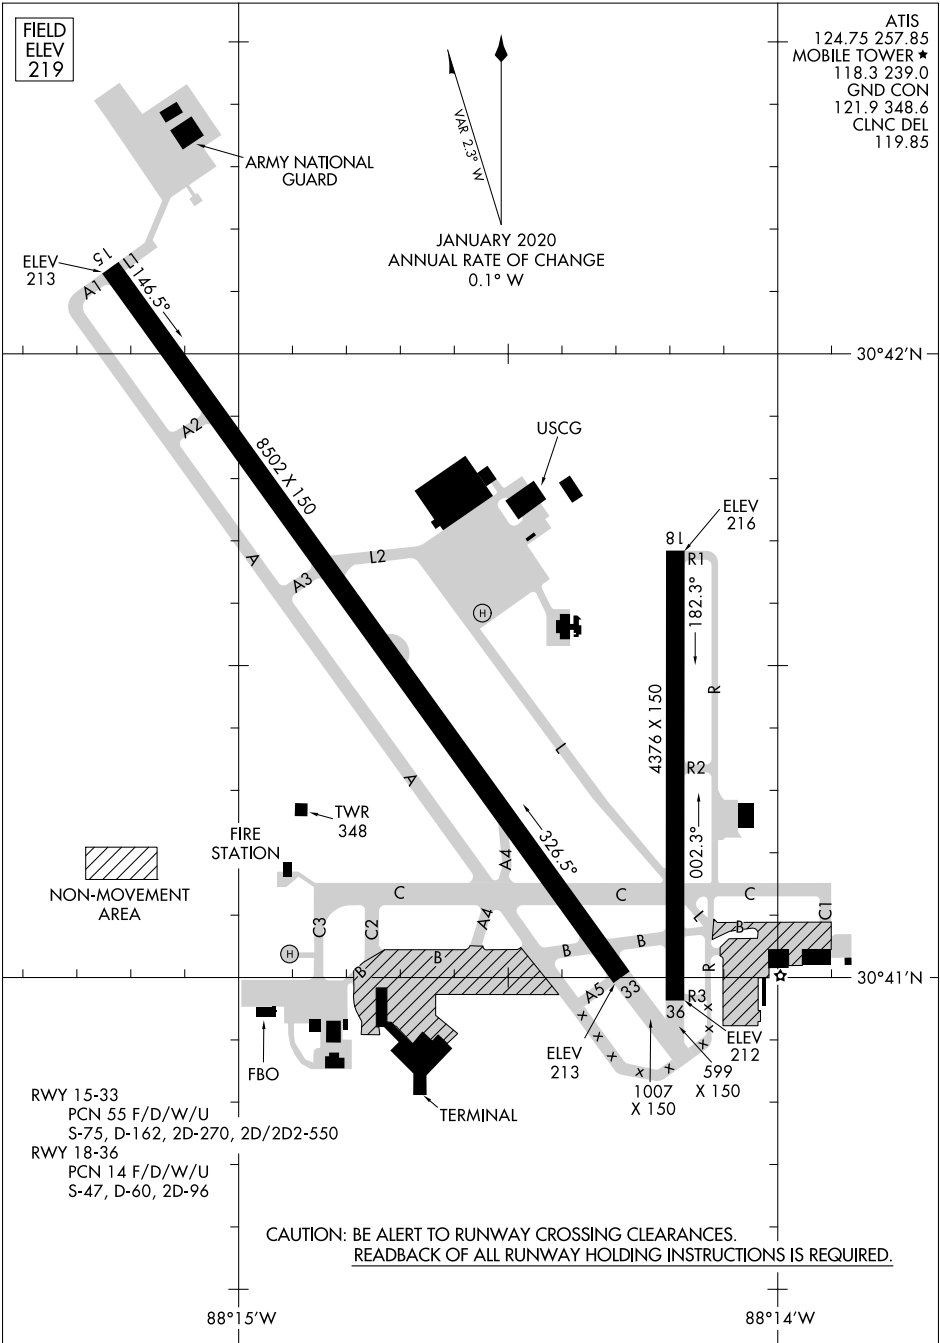 FIELD
ELEV
219
ATIS
124.75 257.85
MOBILE TOWER ★
118.3 239.0
GND CON
121.9 348.6
CLNC DEL
119.85
VAR 2.3° W
JANUARY 2020
ANNUAL RATE OF CHANGE
0.1° W
ARMY NATIONAL
GUARD
ELEV
213
15
L1
A1
146.5°
30°42'N
A2
8502 X 150
USCG
ELEV
216
18
R1
A
L2
A3
H
182.3°
R
4376 X 150
L
R2
A
TWR
348
FIRE
STATION
326.5°
002.3°
A4
NON-MOVEMENT
AREA
C
C
C
C3
C2
A4
L
C1
B
B
B
B
B
H
R
A5
33
30°41'N
R3
36
X
X
X
X
X
X
X
X
X
ELEV
212
ELEV
213
FBO
599
X 150
1007
X 150
TERMINAL
RWY 15-33
PCN 55 F/D/W/U
S-75, D-162, 2D-270, 2D/2D2-550
RWY 18-36
PCN 14 F/D/W/U
S-47, D-60, 2D-96
CAUTION: BE ALERT TO RUNWAY CROSSING CLEARANCES.
READBACK OF ALL RUNWAY HOLDING INSTRUCTIONS IS REQUIRED.
88°15'W
88°14'W